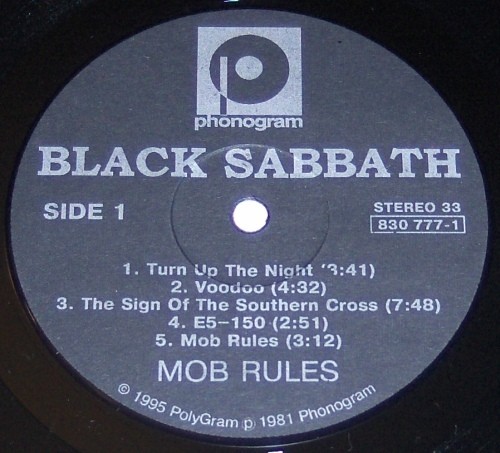 phonogram
BLACK SABBATH
SIDE 1
STEREO 33
830 777-1
1. Turn Up The Night (3:41)
2. Voodoo (4:32)
3. The Sign Of The Southern Cross (7:48)
4. E5-150 (2:51)
5. Mob Rules (3:12)
MOB RULES
© 1995 PolyGram ℗ 1981 Phonogram